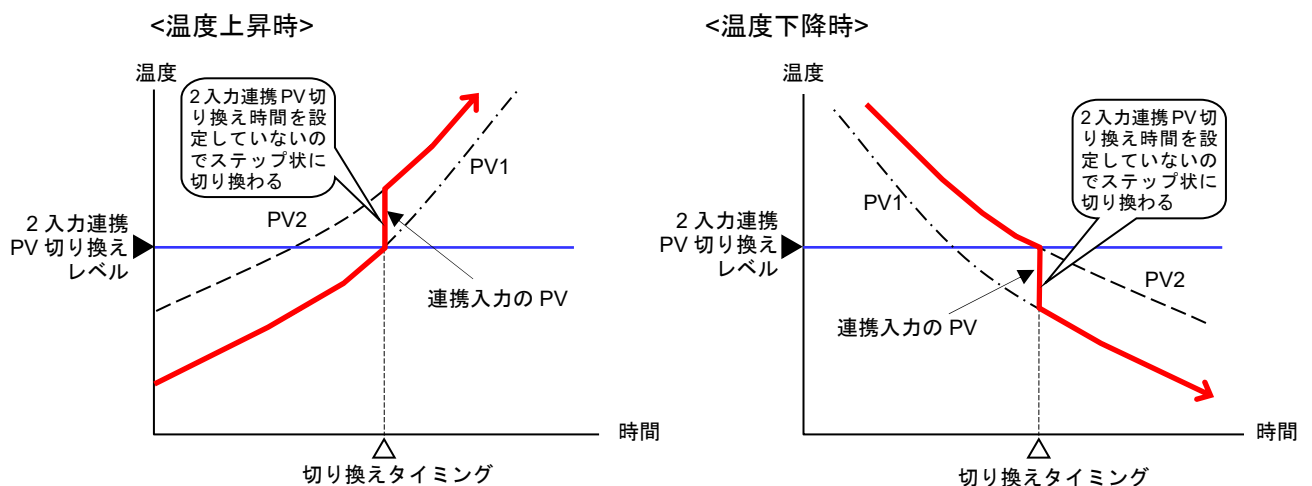 <温度上昇時>
温度
2 入力連携 PV 切
り換え時間を設
定していないの
でステップ状に
切り換わる
PV1
PV2
2 入力連携
PV 切り換え
レベル
連携入力の PV
時間
切り換えタイミング
<温度下降時>
温度
2 入力連携 PV 切
り換え時間を設
定していないの
でステップ状に
切り換わる
PV1
2 入力連携
PV 切り換え
レベル
PV2
連携入力の PV
時間
切り換えタイミング